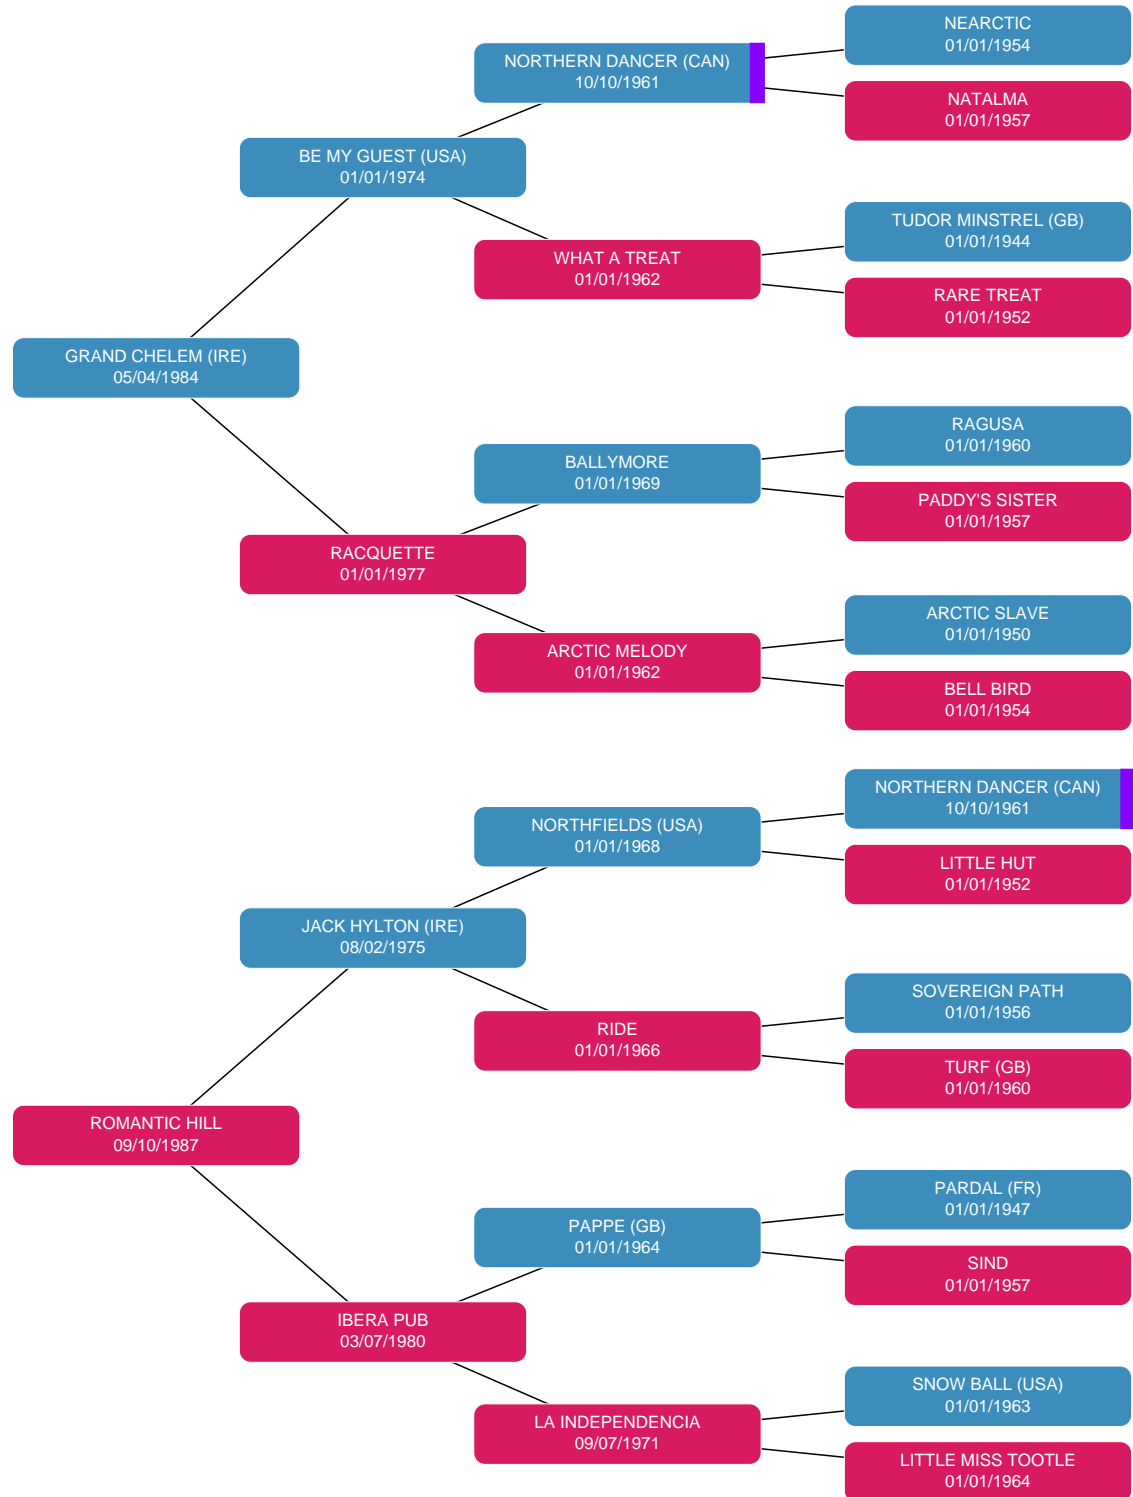 NEARCTIC
01/01/1954
NORTHERN DANCER (CAN)
10/10/1961
NATALMA
01/01/1957
BE MY GUEST (USA)
01/01/1974
TUDOR MINSTREL (GB)
01/01/1944
WHAT A TREAT
01/01/1962
RARE TREAT
01/01/1952
GRAND CHELEM (IRE)
05/04/1984
RAGUSA
01/01/1960
BALLYMORE
01/01/1969
PADDY'S SISTER
01/01/1957
RACQUETTE
01/01/1977
ARCTIC SLAVE
01/01/1950
ARCTIC MELODY
01/01/1962
BELL BIRD
01/01/1954
NORTHERN DANCER (CAN)
10/10/1961
NORTHFIELDS (USA)
01/01/1968
LITTLE HUT
01/01/1952
JACK HYLTON (IRE)
08/02/1975
SOVEREIGN PATH
01/01/1956
RIDE
01/01/1966
TURF (GB)
01/01/1960
ROMANTIC HILL
09/10/1987
PARDAL (FR)
01/01/1947
PAPPE (GB)
01/01/1964
SIND
01/01/1957
IBERA PUB
03/07/1980
SNOW BALL (USA)
01/01/1963
LA INDEPENDENCIA
09/07/1971
LITTLE MISS TOOTLE
01/01/1964